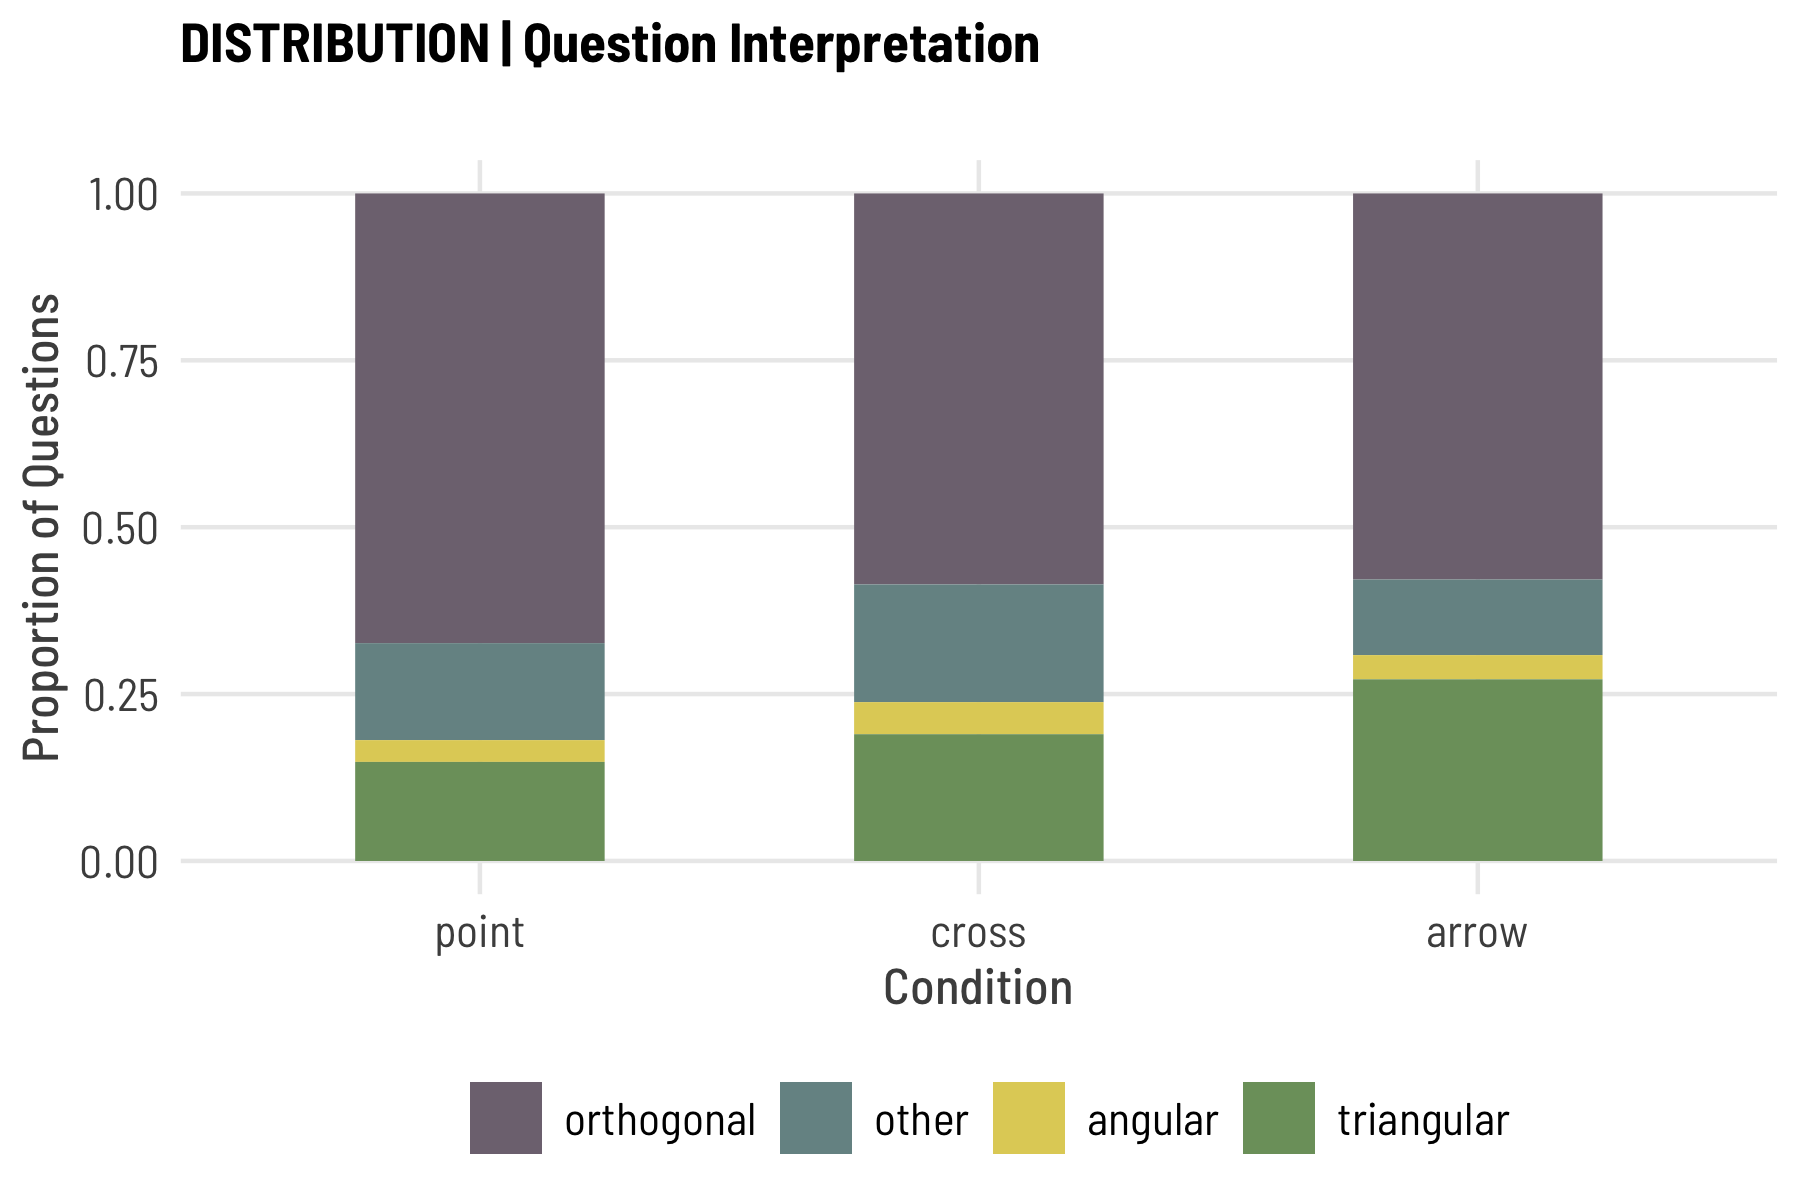 DISTRIBUTION | Question Interpretation
Proportion of Questions
1.00
0.75
0.50
0.25
0.00
point cross arrow
Condition
orthogonal other angular triangular